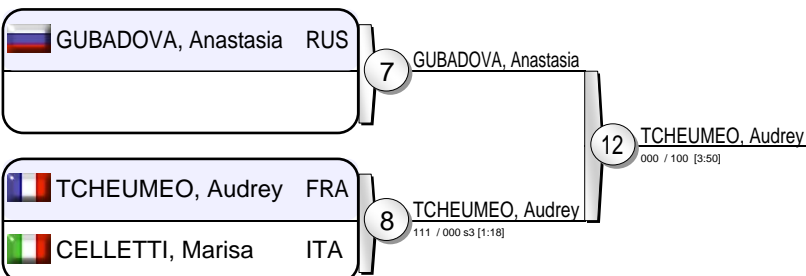 GUBADOVA, Anastasia RUS
7
GUBADOVA, Anastasia
12
TCHEUMEO, Audrey
000 / 100 [3:50]
TCHEUMEO, Audrey FRA
8
TCHEUMEO, Audrey
111 / 000 s3 [1:18]
CELLETTI, Marisa ITA